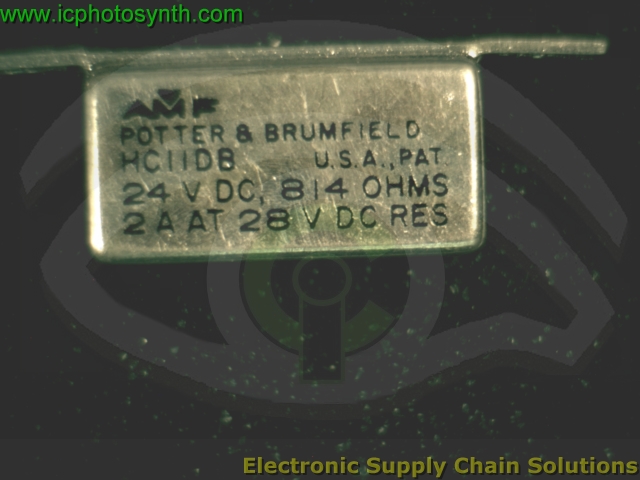 www.icphotosynth.com
AMF
POTTER & BRUMFIELD
HC11DB U.S.A., PAT
24 V DC, 814 OHMS
2 A AT 28 V DC RES
Electronic Supply Chain Solutions